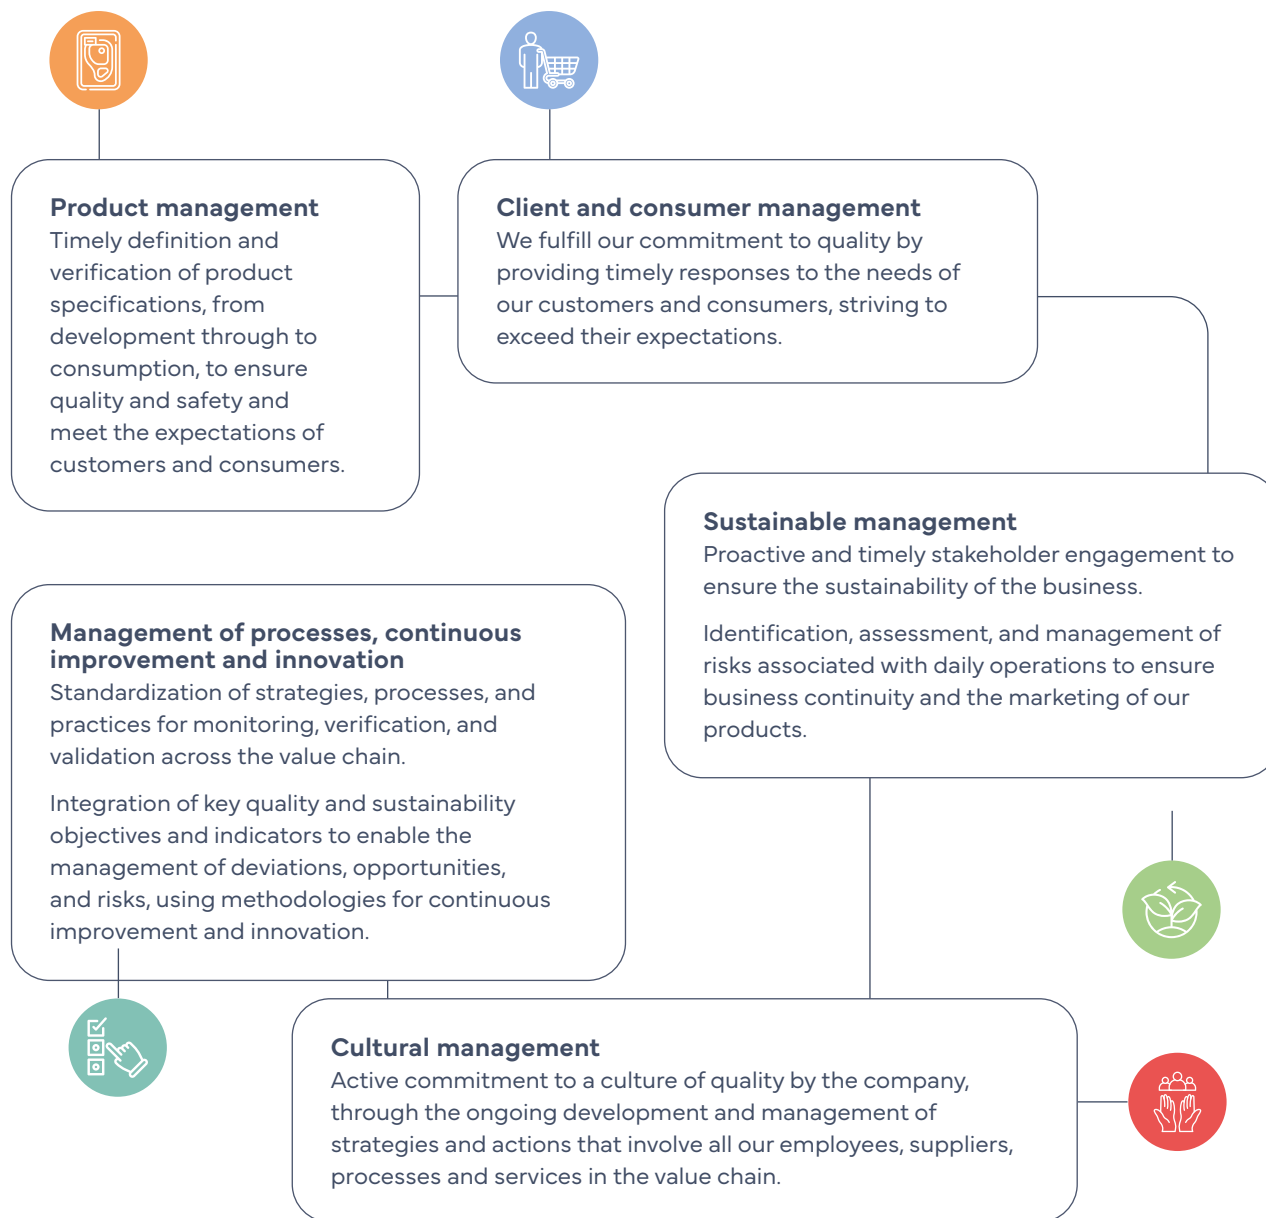 Product management
Timely definition and
verification of product
specifications, from
development through to
consumption, to ensure
quality and safety and
meet the expectations of
customers and consumers.
Client and consumer management
We fulfill our commitment to quality by
providing timely responses to the needs of
our customers and consumers, striving to
exceed their expectations.
Sustainable management
Proactive and timely stakeholder engagement to
ensure the sustainability of the business.
Identification, assessment, and management of
risks associated with daily operations to ensure
business continuity and the marketing of our
products.
Management of processes, continuous
improvement and innovation
Standardization of strategies, processes, and
practices for monitoring, verification, and
validation across the value chain.
Integration of key quality and sustainability
objectives and indicators to enable the
management of deviations, opportunities,
and risks, using methodologies for continuous
improvement and innovation.
Cultural management
Active commitment to a culture of quality by the company,
through the ongoing development and management of
strategies and actions that involve all our employees, suppliers,
processes and services in the value chain.